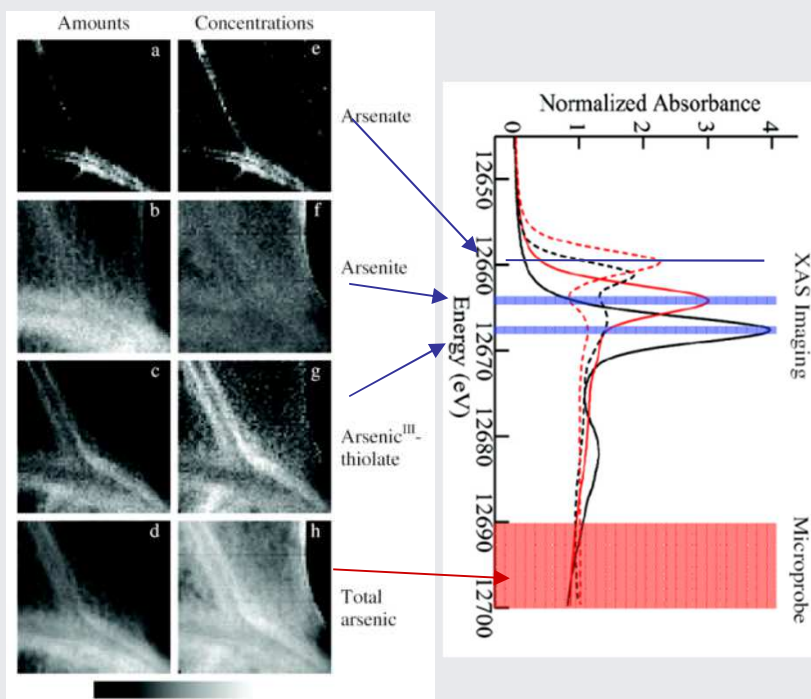 Amounts
Concentrations
a
e
Arsenate
b
f
Arsenite
c
g
Arsenic^III-
thiolate
d
h
Total
arsenic
Normalized Absorbance
0
1
2
3
4
12650
12660
12670
12680
12690
12700
Energy (eV)
XAS Imaging
Microprobe